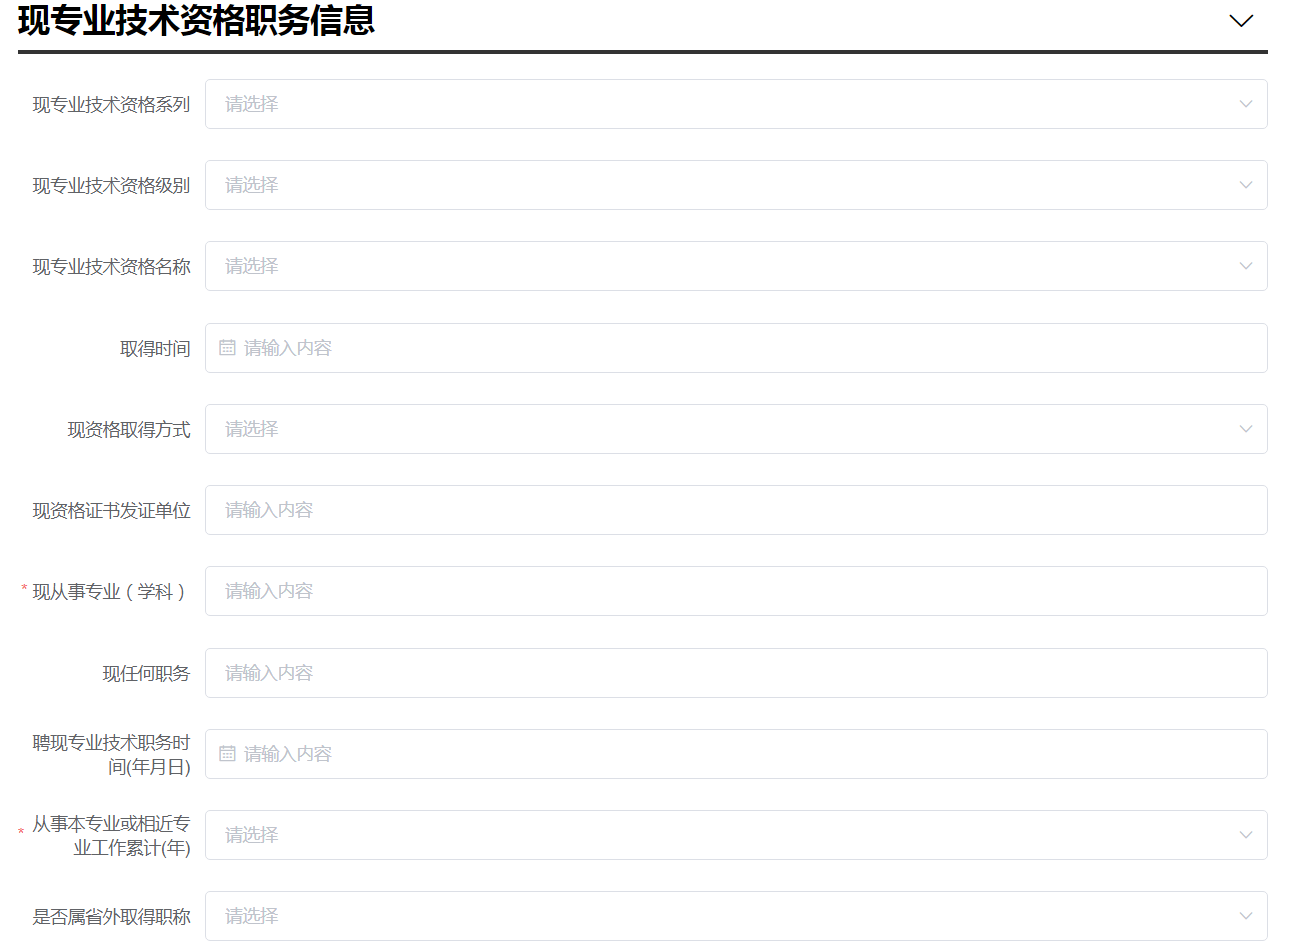 现专业技术资格职务信息
现专业技术资格系列 请选择
现专业技术资格级别 请选择
现专业技术资格名称 请选择
取得时间 请输入内容
现资格取得方式 请选择
现资格证书发证单位 请输入内容
* 现从事专业（学科） 请输入内容
现任何职务 请输入内容
聘现专业技术职务时
间(年月日) 请输入内容
* 从事本专业或相近专
业工作累计(年) 请选择
是否属省外取得职称 请选择